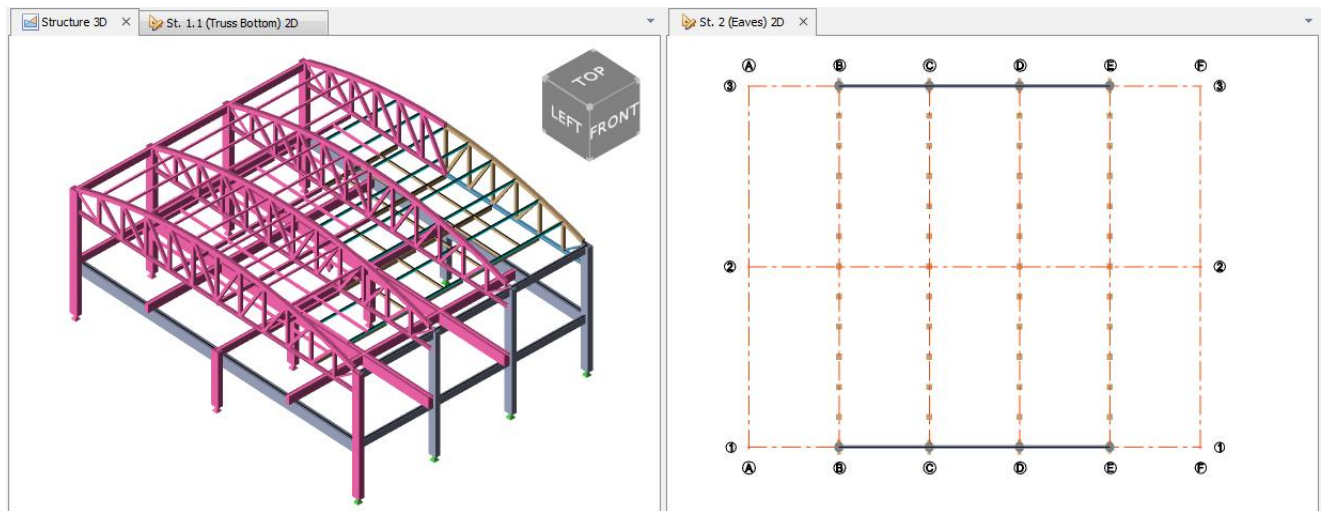 Structure 3D
St. 1.1 (Truss Bottom) 2D
St. 2 (Eaves) 2D
TOP
LEFT
FRONT
A B C D E F
3 3
2 2
1 1
A B C D E F